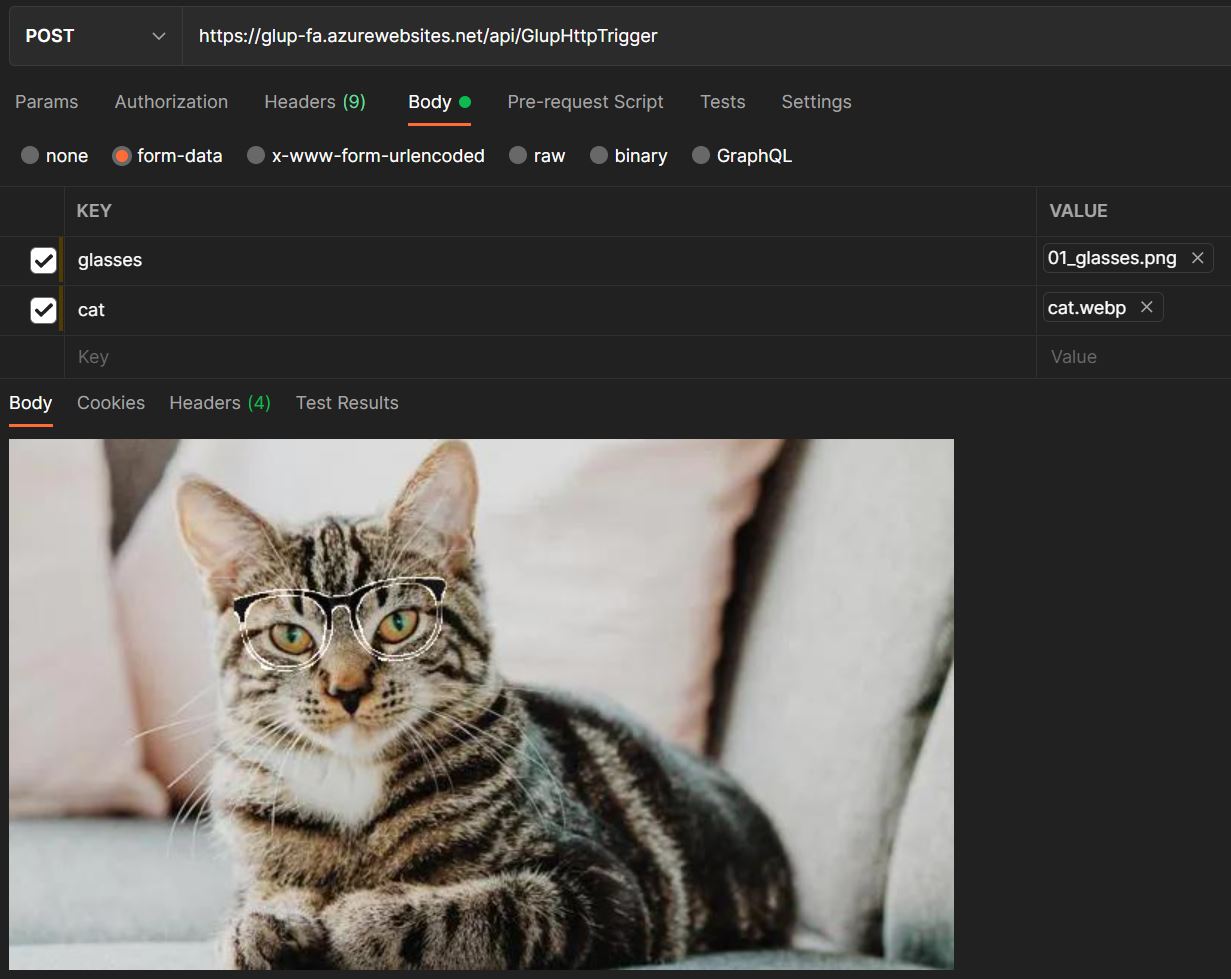 POST https://glup-fa.azurewebsites.net/api/GlupHttpTrigger
Params Authorization Headers (9) Body Pre-request Script Tests Settings
none form-data x-www-form-urlencoded raw binary GraphQL
KEY VALUE
glasses 01_glasses.png
cat cat.webp
Key Value
Body Cookies Headers (4) Test Results